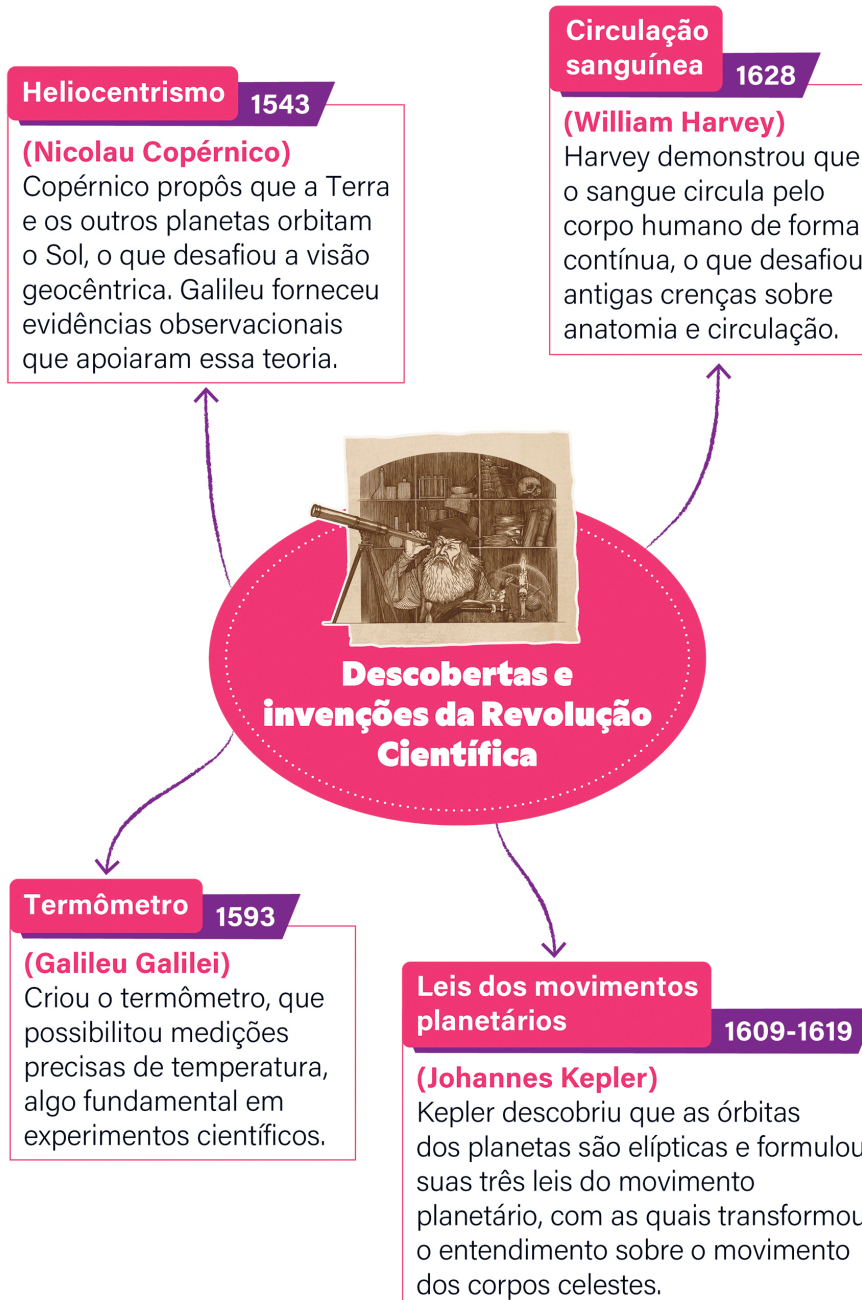 Heliocentrismo 1543
(Nicolau Copérnico)
Copérnico propôs que a Terra
e os outros planetas orbitam
o Sol, o que desafiou a visão
geocêntrica. Galileu forneceu
evidências observacionais
que apoiaram essa teoria.
Circulação
sanguínea 1628
(William Harvey)
Harvey demonstrou que
o sangue circula pelo
corpo humano de forma
contínua, o que desafiou
antigas crenças sobre
anatomia e circulação.
Descobertas e
invenções da Revolução
Científica
Termômetro 1593
(Galileu Galilei)
Criou o termômetro, que
possibilitou medições
precisas de temperatura,
algo fundamental em
experimentos científicos.
Leis dos movimentos
planetários 1609-1619
(Johannes Kepler)
Kepler descobriu que as órbitas
dos planetas são elípticas e formulou
suas três leis do movimento
planetário, com as quais transformou
o entendimento sobre o movimento
dos corpos celestes.